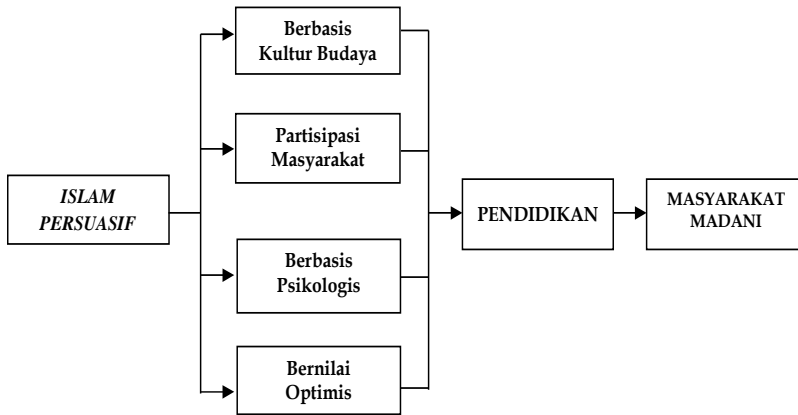 Berbasis
Kultur Budaya
Partisipasi
Masyarakat
ISLAM
PERSUASIF
PENDIDIKAN
MASYARAKAT
MADANI
Berbasis
Psikologis
Bernilai
Optimis